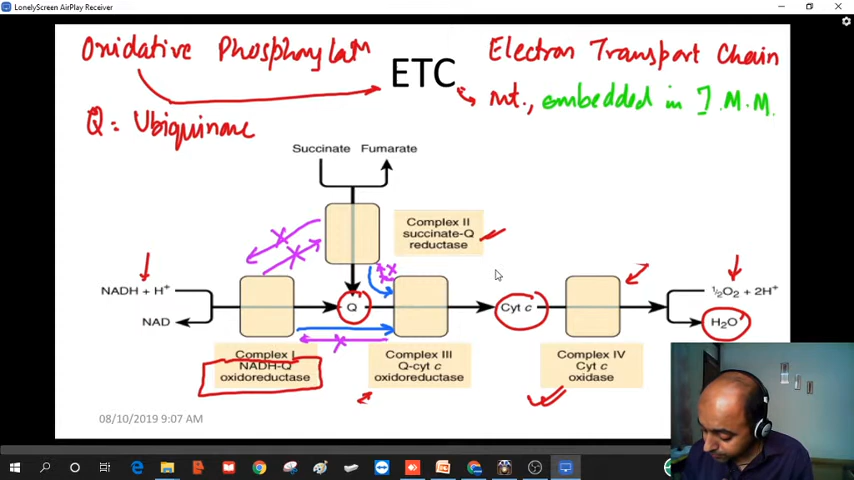 LonelyScreen AirPlay Receiver
Oxidative Phosphorylatn
ETC
Electron Transport Chain
mt., embedded in I.M.M.
Q = Ubiquinone
Succinate Fumarate
Complex II
succinate-Q
reductase
NADH + H+
NAD
Q
Cyt c
½O2 + 2H+
H2O
Complex I
NADH-Q
oxidoreductase
Complex III
Q-cyt c
oxidoreductase
Complex IV
Cyt c
oxidase
08/10/2019 9:07 AM